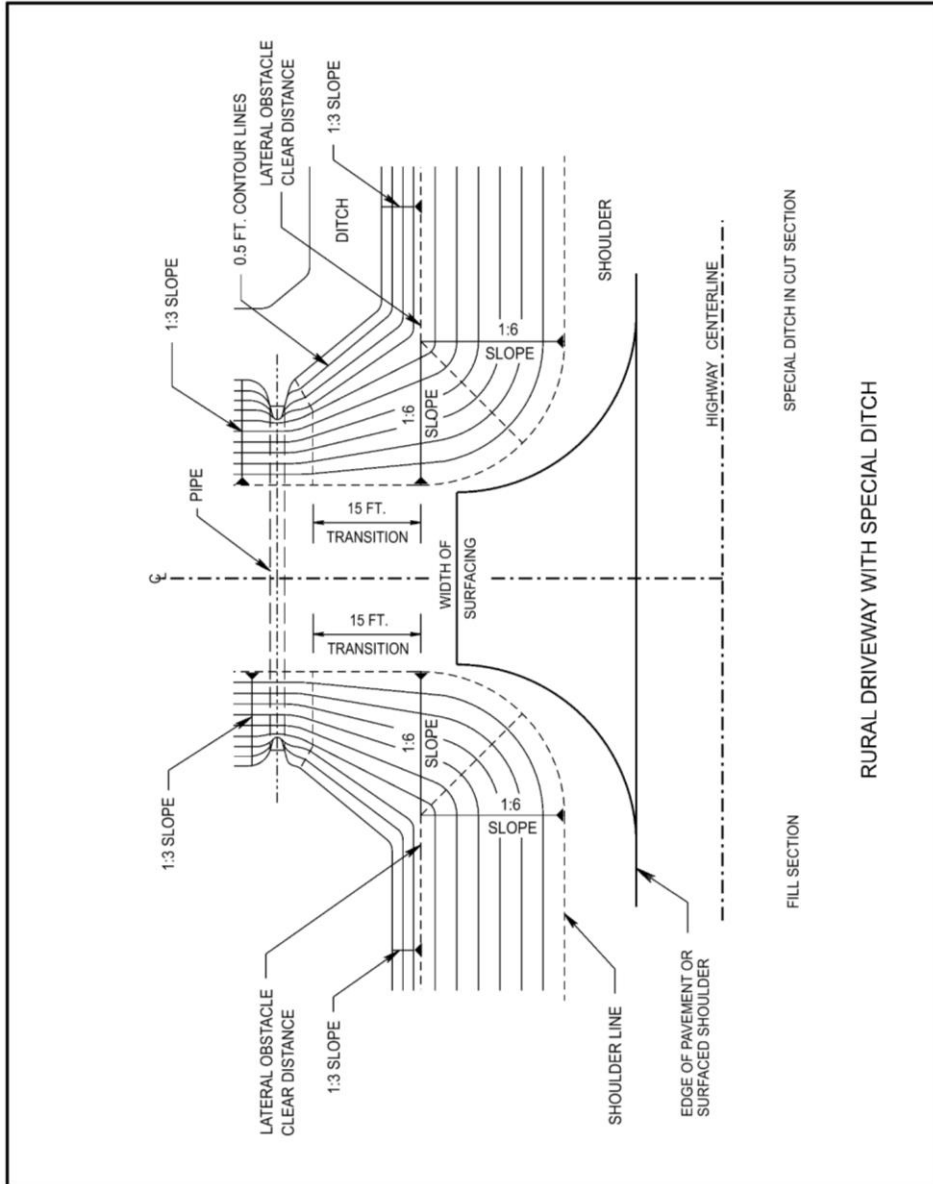 LATERAL OBSTACLE
CLEAR DISTANCE
1:3 SLOPE
1:3 SLOPE
15 FT.
TRANSITION
1:6
SLOPE
1:6
SLOPE
SHOULDER LINE
EDGE OF PAVEMENT OR
SURFACED SHOULDER
FILL SECTION
CL
PIPE
WIDTH OF
SURFACING
15 FT.
TRANSITION
1:3 SLOPE
0.5 FT. CONTOUR LINES
LATERAL OBSTACLE
CLEAR DISTANCE
1:3 SLOPE
DITCH
1:6
SLOPE
1:6
SLOPE
SHOULDER
HIGHWAY CENTERLINE
SPECIAL DITCH IN CUT SECTION
RURAL DRIVEWAY WITH SPECIAL DITCH